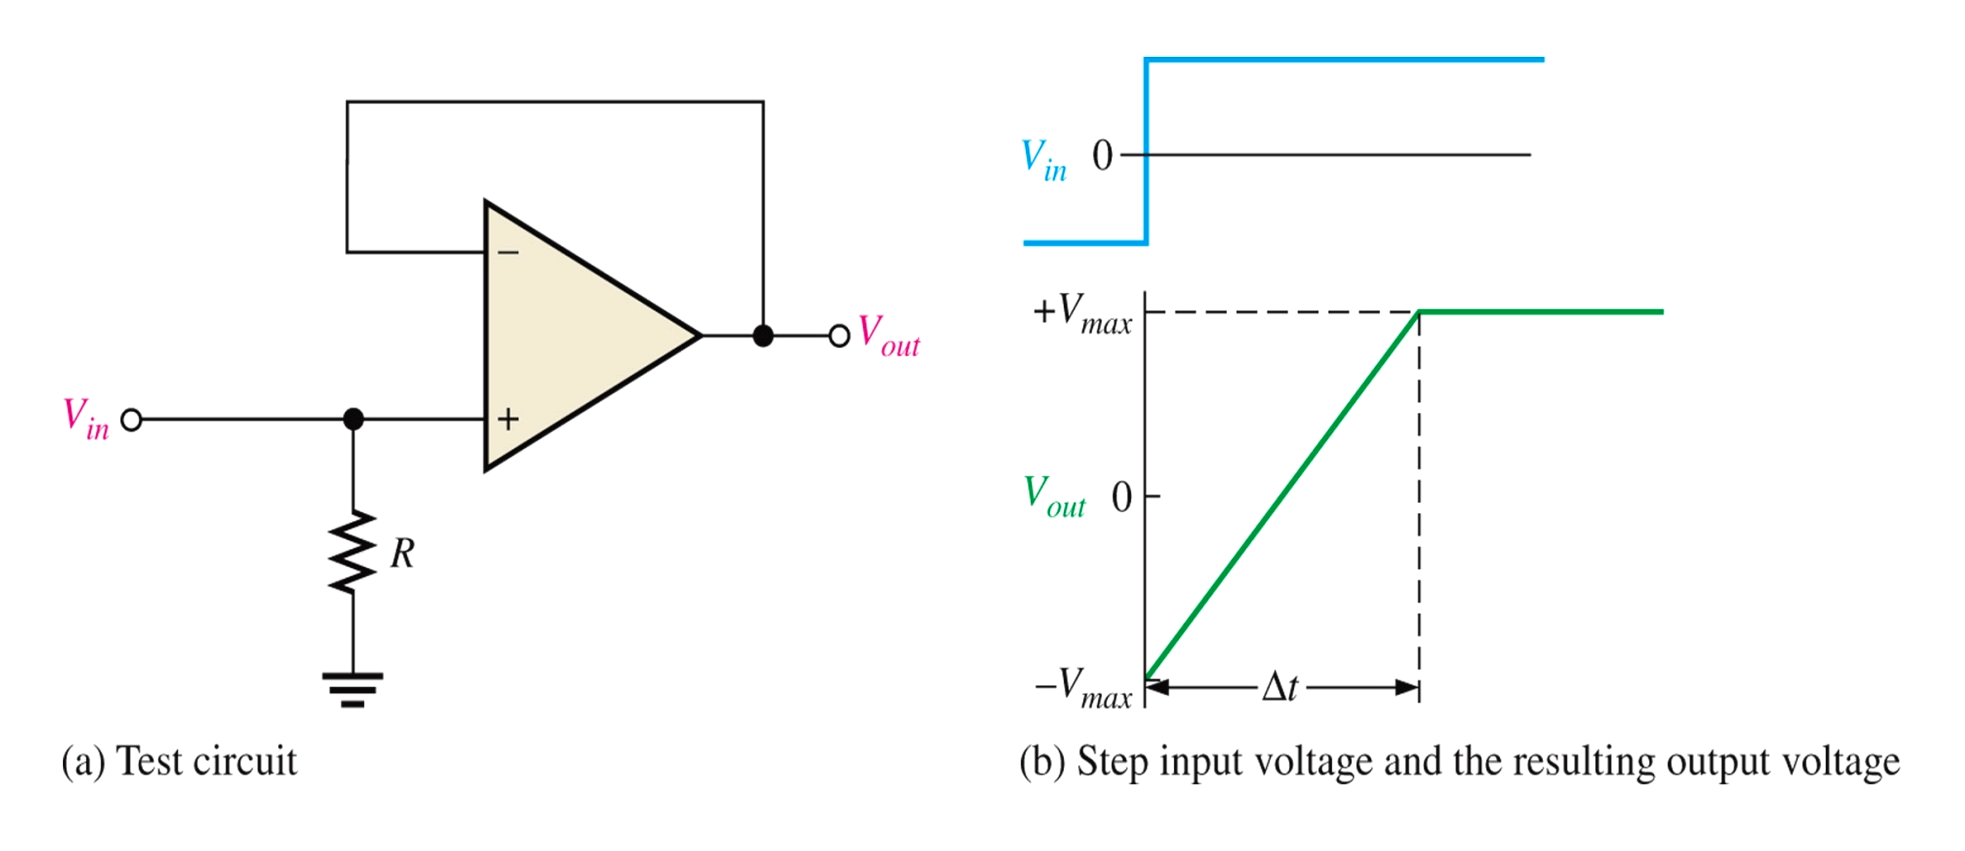 −
+
V_in
V_out
R
(a) Test circuit
V_in 0
+V_max
V_out 0
−V_max
Δt
(b) Step input voltage and the resulting output voltage